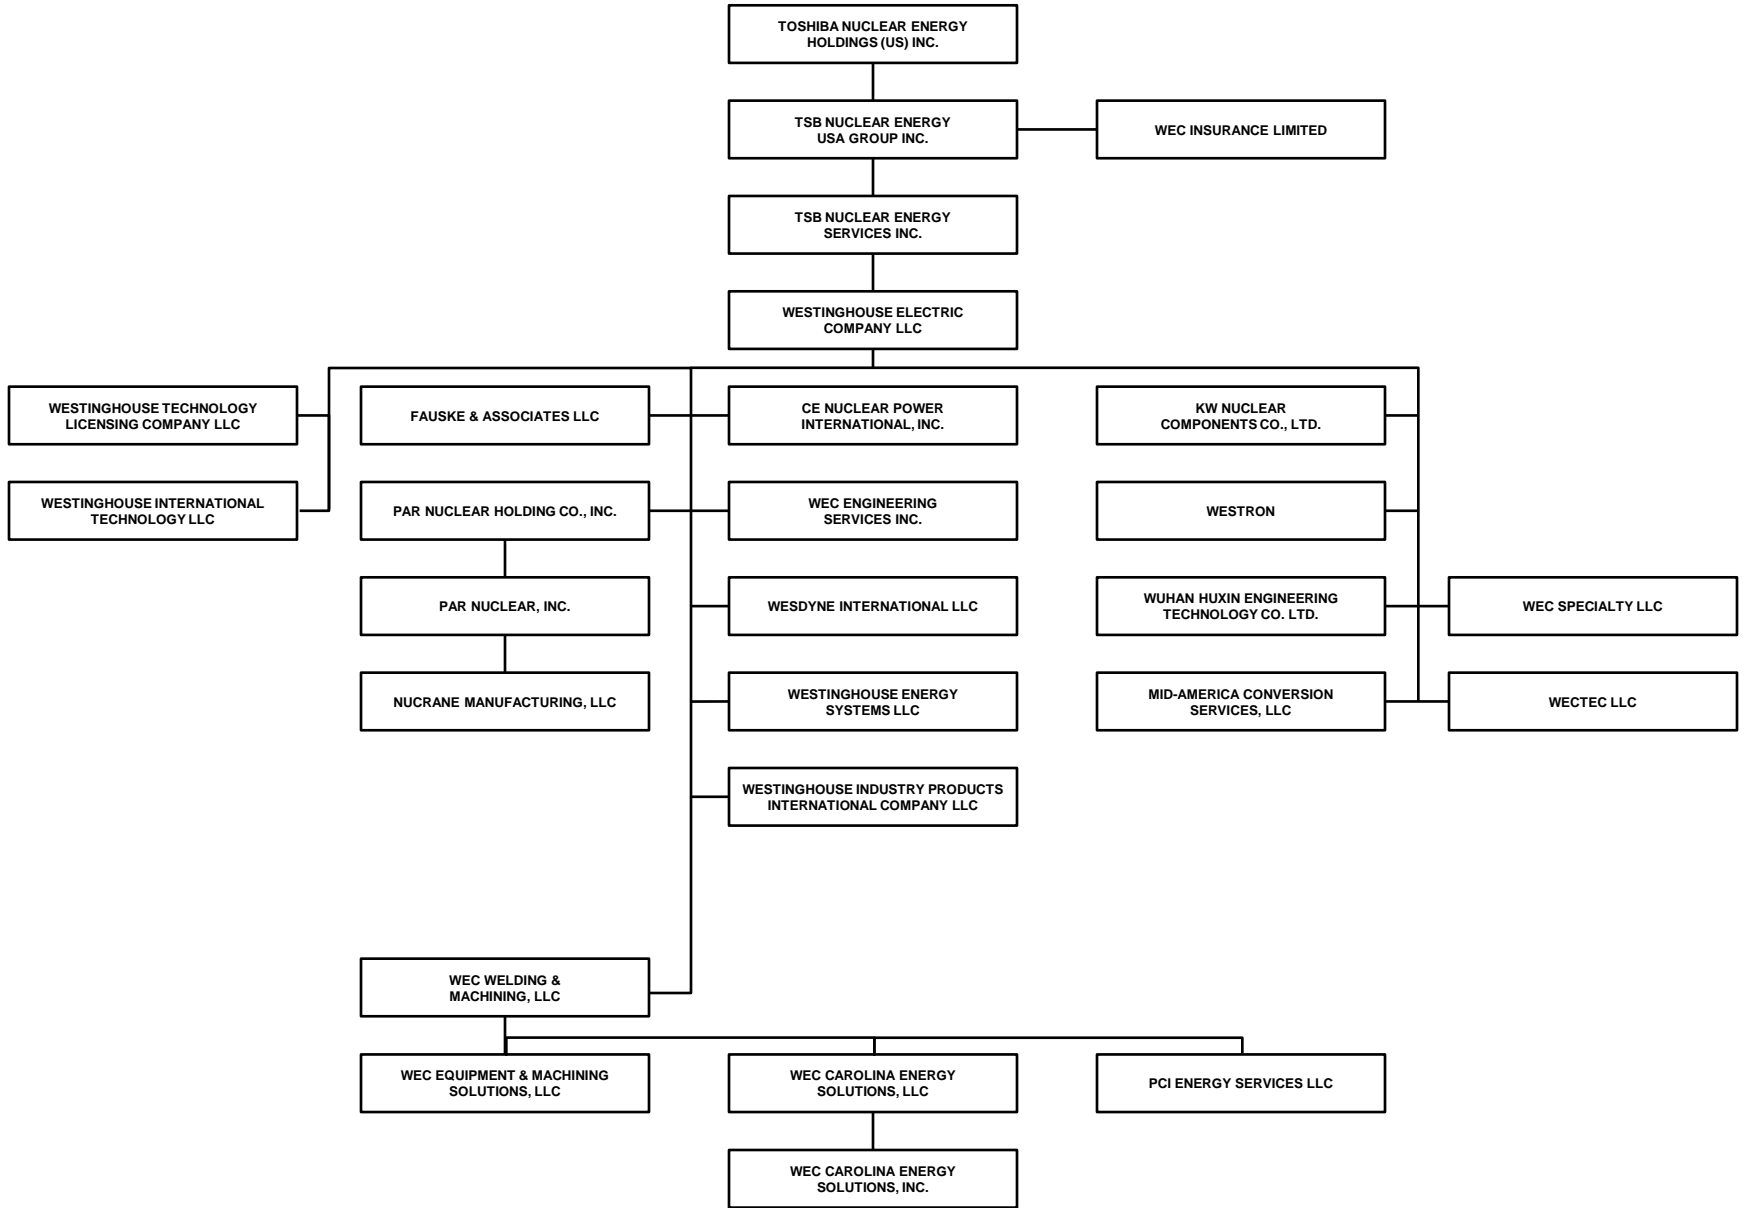 TOSHIBA NUCLEAR ENERGY
HOLDINGS (US) INC.
TSB NUCLEAR ENERGY
USA GROUP INC.
WEC INSURANCE LIMITED
TSB NUCLEAR ENERGY
SERVICES INC.
WESTINGHOUSE ELECTRIC
COMPANY LLC
WESTINGHOUSE TECHNOLOGY
LICENSING COMPANY LLC
FAUSKE & ASSOCIATES LLC
CE NUCLEAR POWER
INTERNATIONAL, INC.
KW NUCLEAR
COMPONENTS CO., LTD.
WESTINGHOUSE INTERNATIONAL
TECHNOLOGY LLC
PAR NUCLEAR HOLDING CO., INC.
WEC ENGINEERING
SERVICES INC.
WESTRON
PAR NUCLEAR, INC.
WESDYNE INTERNATIONAL LLC
WUHAN HUXIN ENGINEERING
TECHNOLOGY CO. LTD.
WEC SPECIALTY LLC
NUCRANE MANUFACTURING, LLC
WESTINGHOUSE ENERGY
SYSTEMS LLC
MID-AMERICA CONVERSION
SERVICES, LLC
WECTEC LLC
WESTINGHOUSE INDUSTRY PRODUCTS
INTERNATIONAL COMPANY LLC
WEC WELDING &
MACHINING, LLC
WEC EQUIPMENT & MACHINING
SOLUTIONS, LLC
WEC CAROLINA ENERGY
SOLUTIONS, LLC
PCI ENERGY SERVICES LLC
WEC CAROLINA ENERGY
SOLUTIONS, INC.